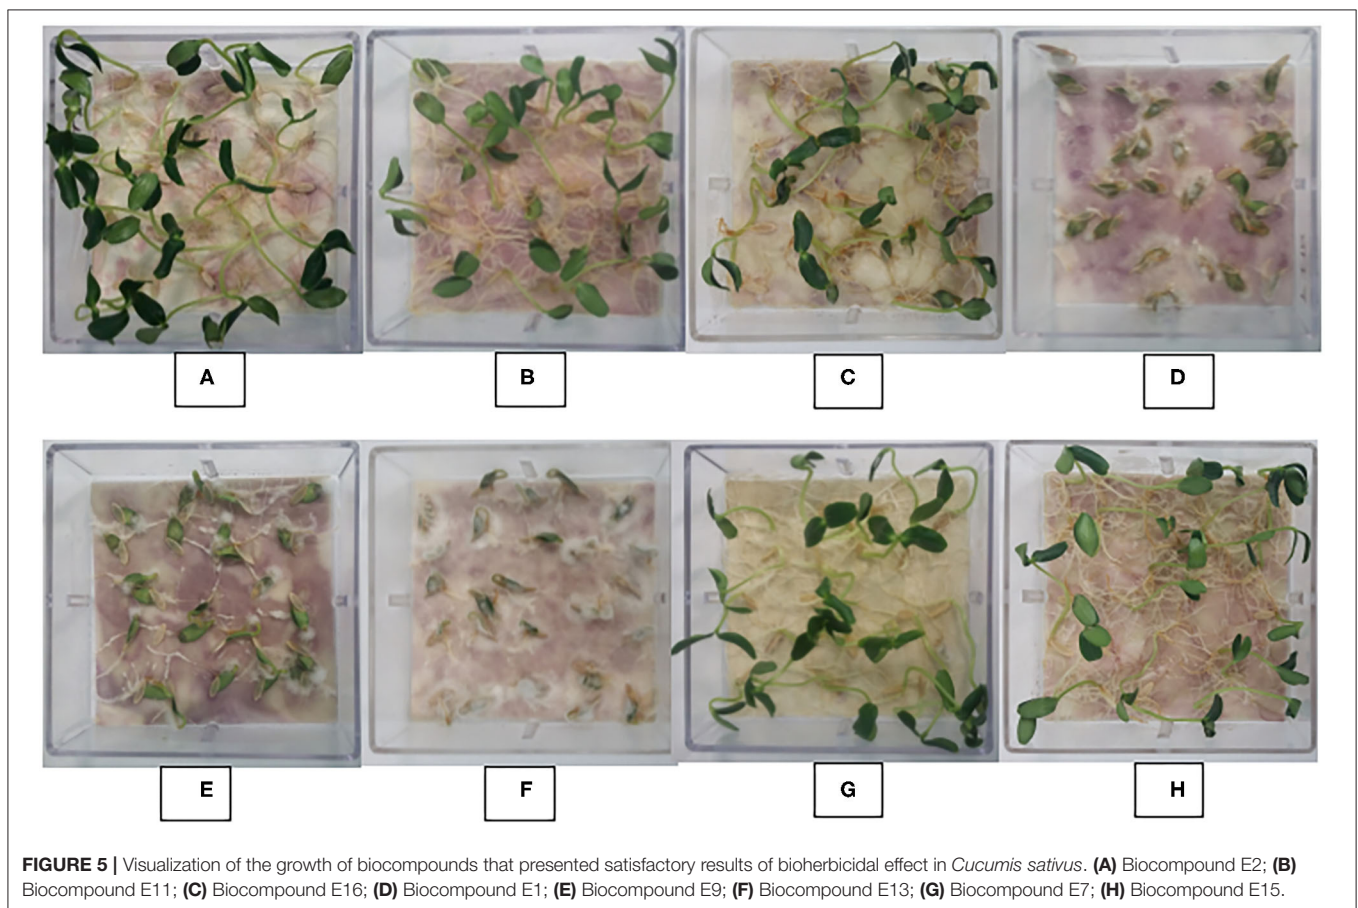 A
B
C
D
E
F
G
H
FIGURE 5 | Visualization of the growth of biocompounds that presented satisfactory results of bioherbicidal effect in Cucumis sativus. (A) Biocompound E2; (B)
Biocompound E11; (C) Biocompound E16; (D) Biocompound E1; (E) Biocompound E9; (F) Biocompound E13; (G) Biocompound E7; (H) Biocompound E15.